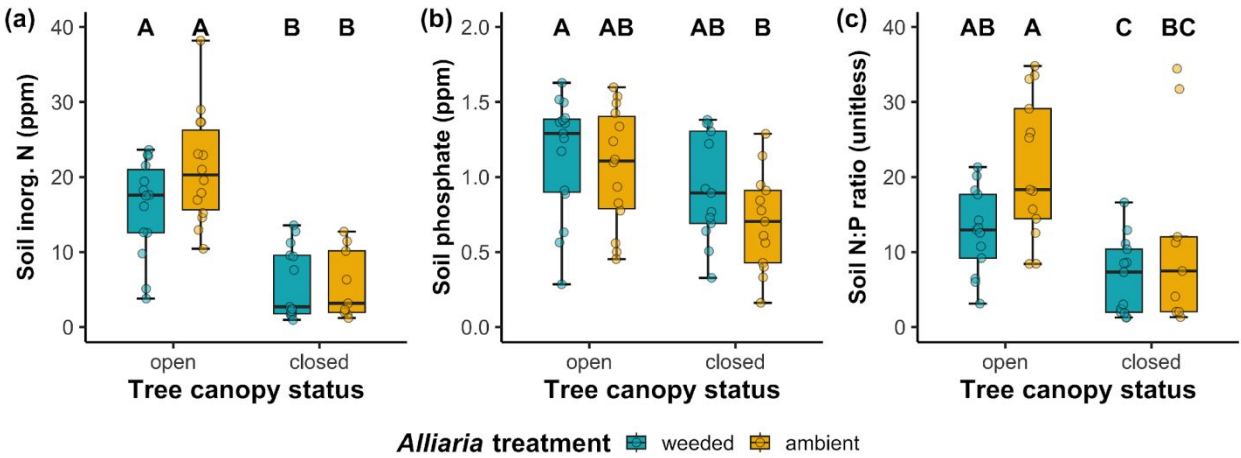 (a)
Soil inorg. N (ppm)
40
30
20
10
0
A A B B
open closed
Tree canopy status
(b)
Soil phosphate (ppm)
2.0
1.5
1.0
0.5
0.0
A AB AB B
open closed
Tree canopy status
(c)
Soil N:P ratio (unitless)
40
30
20
10
0
AB A C BC
open closed
Tree canopy status
Alliaria treatment weeded ambient